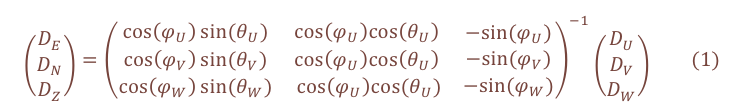 ⎛D_E⎞   ⎛cos(φ_U) sin(θ_U)  cos(φ_U)cos(θ_U)  −sin(φ_U)⎞⁻¹ ⎛D_U⎞
⎜D_N⎟ = ⎜cos(φ_V) sin(θ_V)  cos(φ_U)cos(θ_U)  −sin(φ_V)⎟   ⎜D_V⎟   (1)
⎝D_Z⎠   ⎝cos(φ_W) sin(θ_W)  cos(φ_U)cos(θ_U)  −sin(φ_W)⎠   ⎝D_W⎠